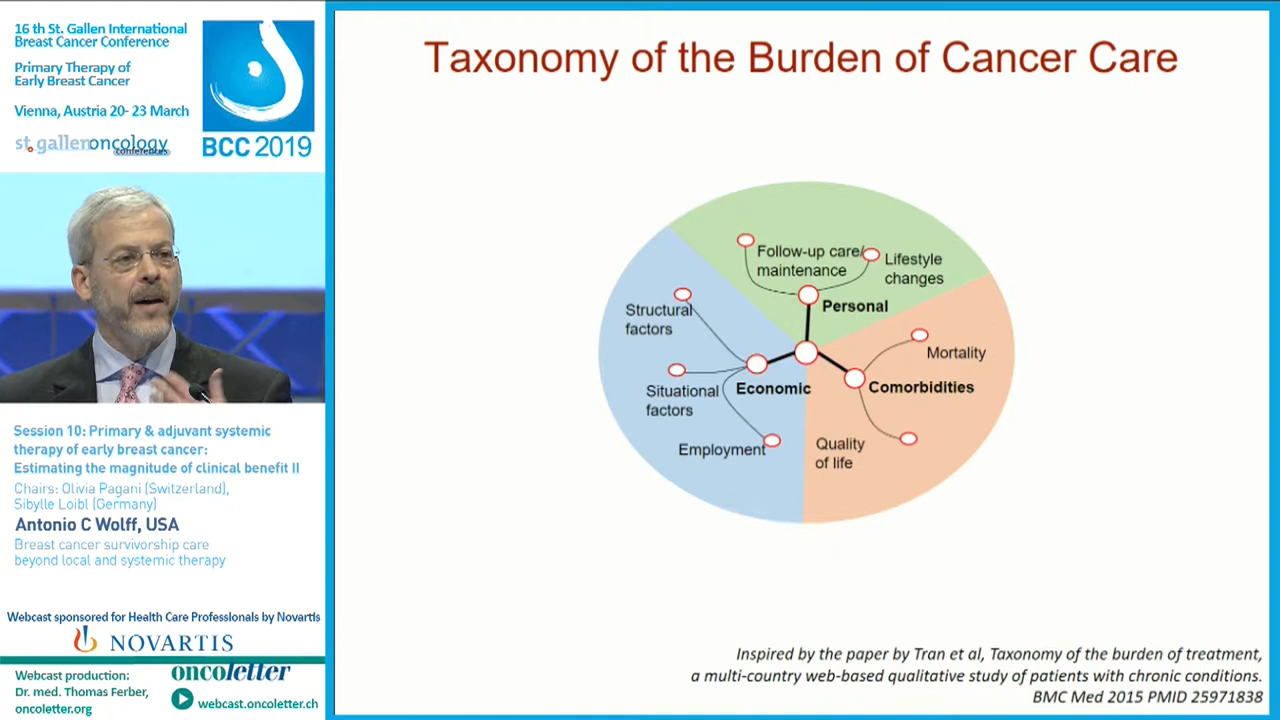 16 th St. Gallen International
Breast Cancer Conference
Primary Therapy of
Early Breast Cancer
Vienna, Austria 20- 23 March
st.gallenoncology
conferences
BCC 2019
Session 10: Primary & adjuvant systemic
therapy of early breast cancer:
Estimating the magnitude of clinical benefit II
Chairs: Olivia Pagani (Switzerland),
Sibylle Loibl (Germany)
Antonio C Wolff, USA
Breast cancer survivorship care
beyond local and systemic therapy
Webcast sponsored for Health Care Professionals by Novartis
NOVARTIS
Webcast production:
Dr. med. Thomas Ferber,
oncoletter.org
oncoletter
webcast.oncoletter.ch
Taxonomy of the Burden of Cancer Care
Follow-up care/
maintenance
Lifestyle
changes
Personal
Structural
factors
Situational
factors
Economic
Employment
Mortality
Comorbidities
Quality
of life
Inspired by the paper by Tran et al, Taxonomy of the burden of treatment,
a multi-country web-based qualitative study of patients with chronic conditions.
BMC Med 2015 PMID 25971838